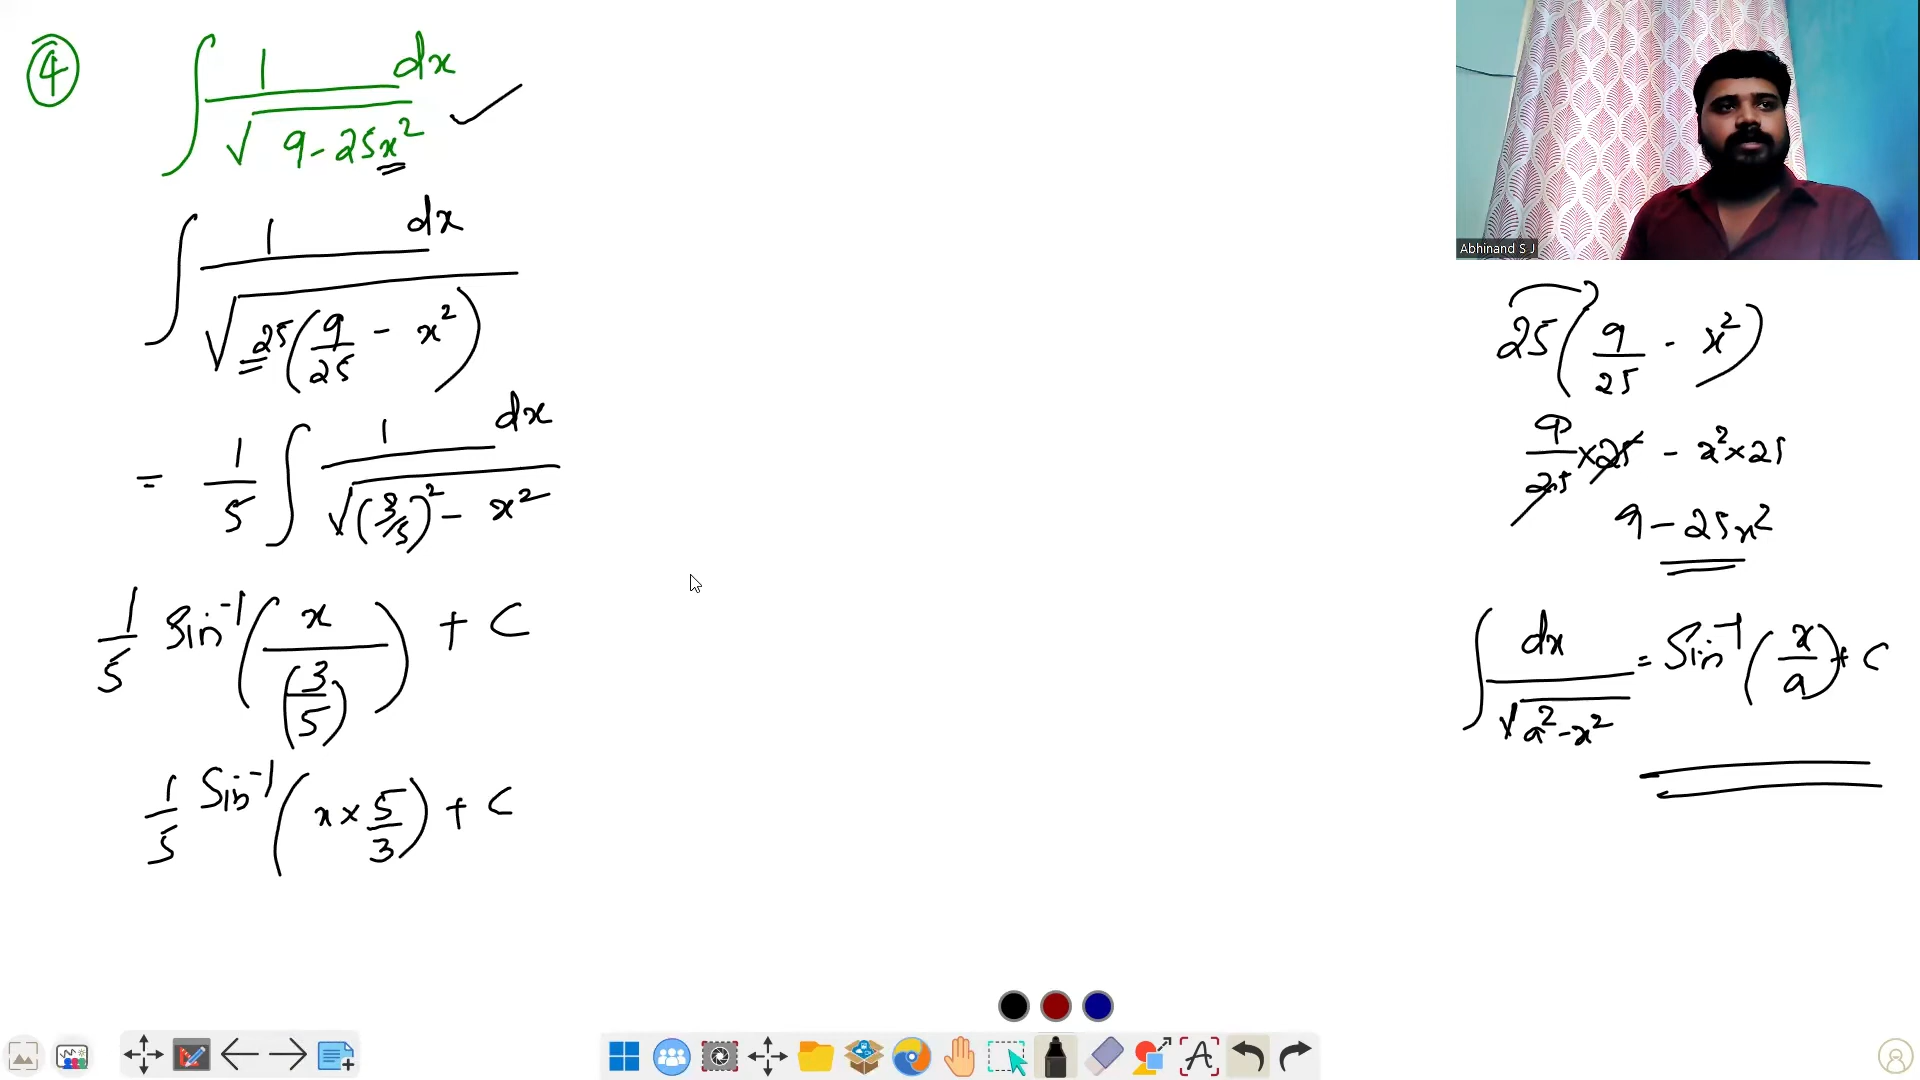 ④ ∫ 1/√(9-25x²) dx
∫ 1/√(25(9/25 - x²)) dx
= 1/5 ∫ 1/√((3/5)² - x²) dx
1/5 Sin⁻¹(x/(3/5)) + C
1/5 Sin⁻¹(x × 5/3) + C
Abhinand S J
25(9/25 - x²)
9/25 × 25 - x² × 25
9 - 25x²
∫ dx/√(a²-x²) = Sin⁻¹(x/a) + C